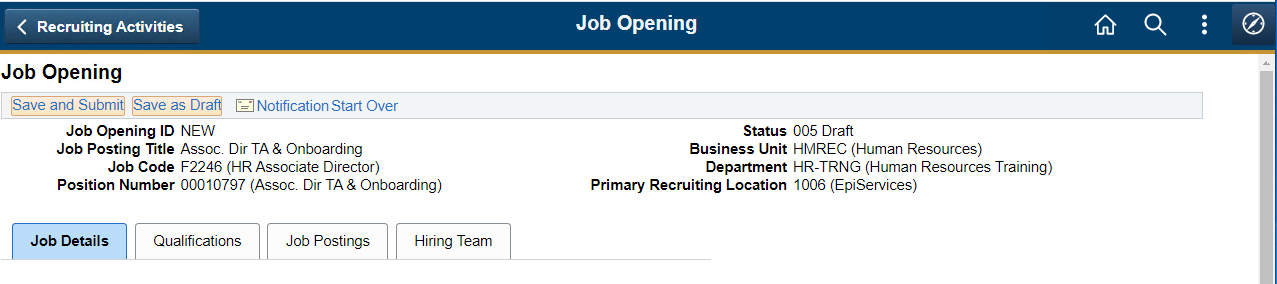 Recruiting Activities
Job Opening
Job Opening
Save and Submit Save as Draft Notification Start Over
Job Opening ID NEW
Status 005 Draft
Job Posting Title Assoc. Dir TA & Onboarding
Business Unit HMREC (Human Resources)
Job Code F2246 (HR Associate Director)
Department HR-TRNG (Human Resources Training)
Position Number 00010797 (Assoc. Dir TA & Onboarding)
Primary Recruiting Location 1006 (EpiServices)
Job Details Qualifications Job Postings Hiring Team